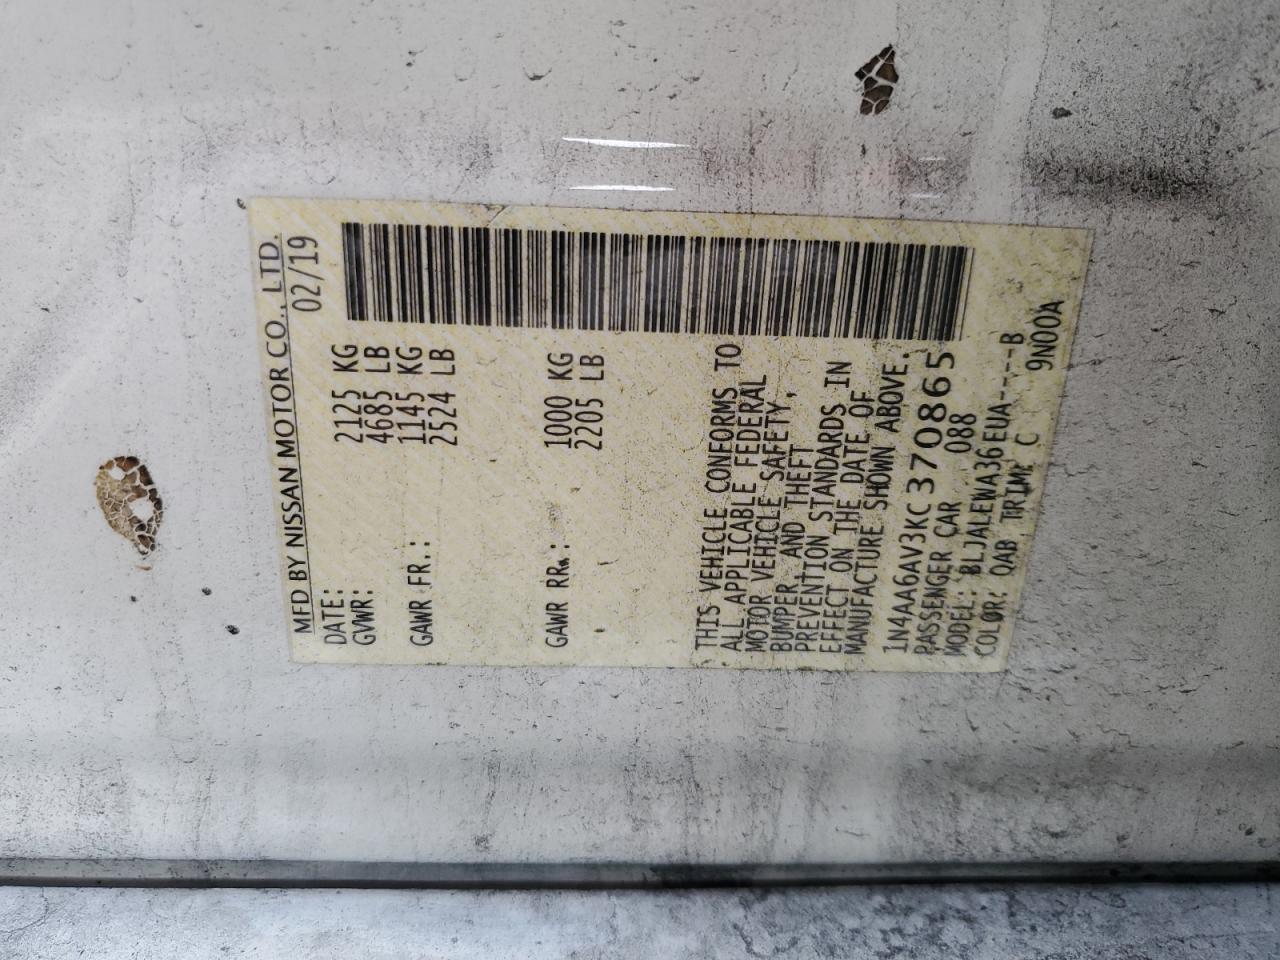 MFD BY NISSAN MOTOR CO., LTD.
DATE: 02/19
GVWR: 2125 KG
4685 LB
GAWR FR.: 1145 KG
2524 LB
GAWR RR.: 1000 KG
2205 LB
THIS VEHICLE CONFORMS TO
ALL APPLICABLE FEDERAL
MOTOR VEHICLE SAFETY,
BUMPER, AND THEFT
PREVENTION STANDARDS IN
EFFECT ON THE DATE OF
MANUFACTURE SHOWN ABOVE.
1N4AA6AV3KC370865
PASSENGER CAR 088
MODEL: BLJALEWA36EUA----B
COLOR: QAB TRIM: C 9N00A